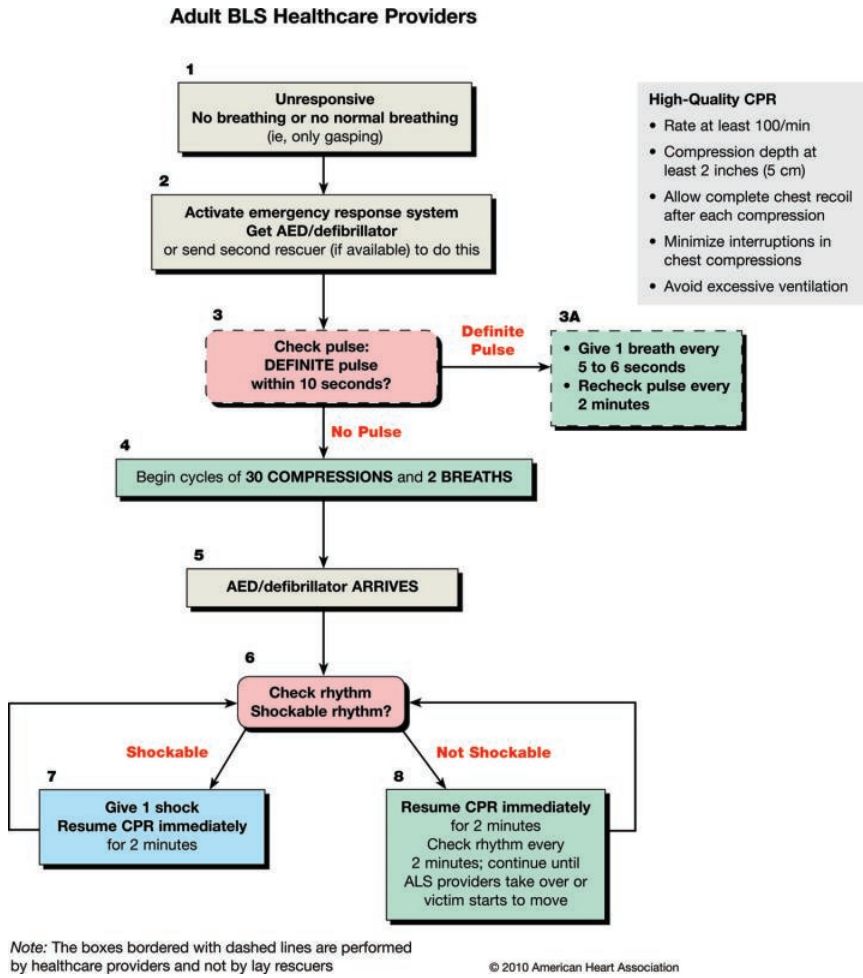 Adult BLS Healthcare Providers
1
Unresponsive
No breathing or no normal breathing
(ie, only gasping)
High-Quality CPR
• Rate at least 100/min
• Compression depth at
least 2 inches (5 cm)
• Allow complete chest recoil
after each compression
• Minimize interruptions in
chest compressions
• Avoid excessive ventilation
2
Activate emergency response system
Get AED/defibrillator
or send second rescuer (if available) to do this
3
Check pulse:
DEFINITE pulse
within 10 seconds?
Definite
Pulse
3A
• Give 1 breath every
5 to 6 seconds
• Recheck pulse every
2 minutes
No Pulse
4
Begin cycles of 30 COMPRESSIONS and 2 BREATHS
5
AED/defibrillator ARRIVES
6
Check rhythm
Shockable rhythm?
Shockable
Not Shockable
7
Give 1 shock
Resume CPR immediately
for 2 minutes
8
Resume CPR immediately
for 2 minutes
Check rhythm every
2 minutes; continue until
ALS providers take over or
victim starts to move
Note: The boxes bordered with dashed lines are performed
by healthcare providers and not by lay rescuers
© 2010 American Heart Association